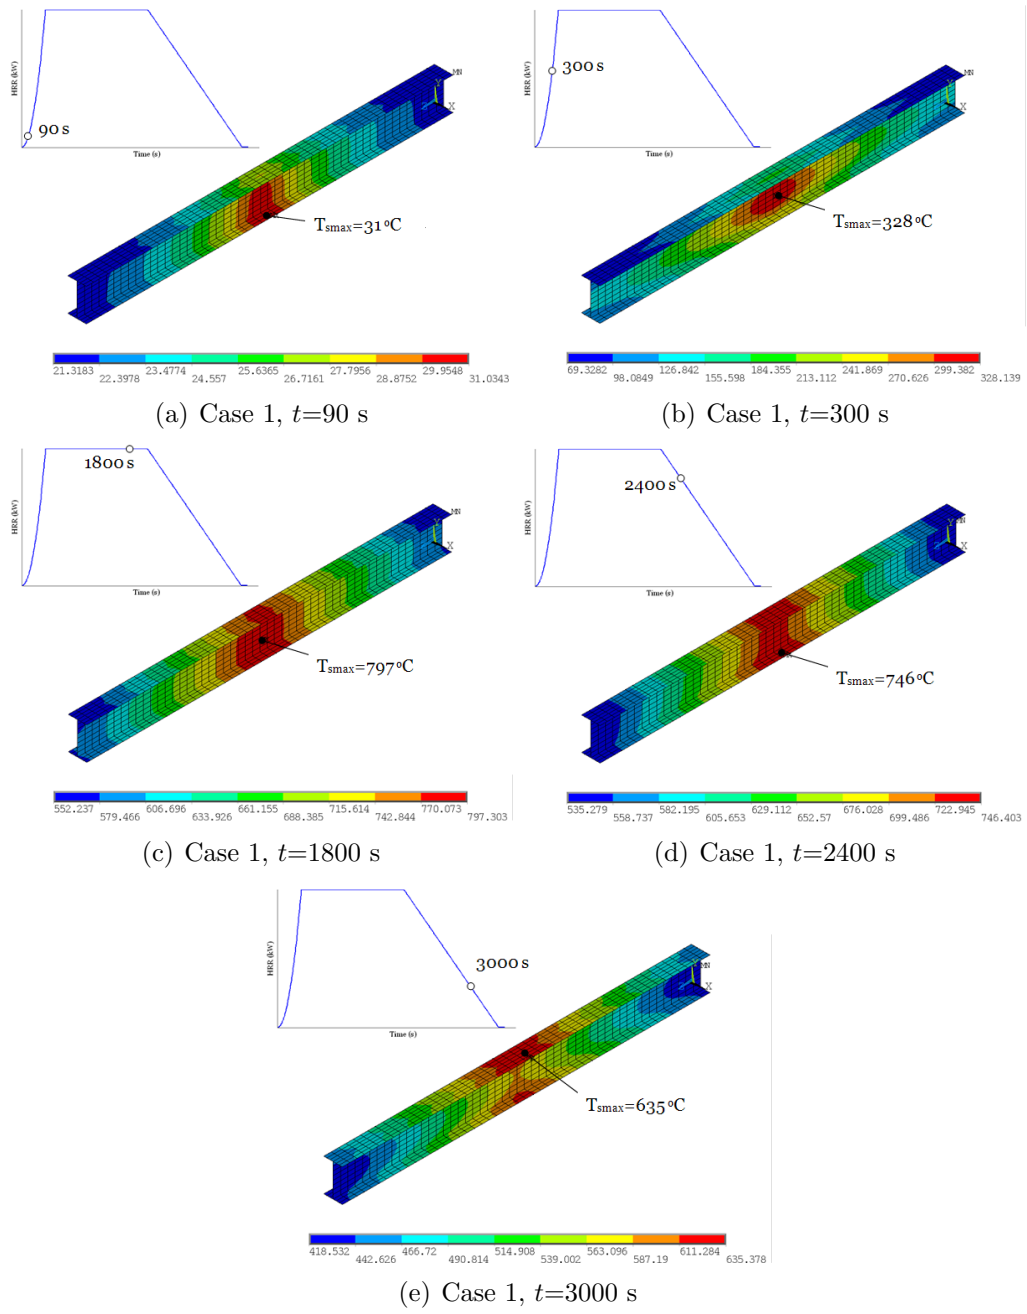 HRR (kW)
90 s
Time (s)
MN
Y
Z
X
Tsmax=31°C
21.3183 23.4774 25.6365 27.7956 29.9548
22.3978 24.557 26.7161 28.8752 31.0343
(a) Case 1, t=90 s
HRR (kW)
300 s
Time (s)
MN
Y
Z
X
Tsmax=328°C
69.3282 126.842 184.355 241.869 299.382
98.0849 155.598 213.112 270.626 328.139
(b) Case 1, t=300 s
HRR (kW)
1800 s
Time (s)
Y
Z
X
MN
Tsmax=797°C
552.237 606.696 661.155 715.614 770.073
579.466 633.926 688.385 742.844 797.303
(c) Case 1, t=1800 s
HRR (kW)
2400 s
Time (s)
Y
MN
Z
X
Tsmax=746°C
535.279 582.195 629.112 676.028 722.945
558.737 605.653 652.57 699.486 746.403
(d) Case 1, t=2400 s
HRR (kW)
3000 s
Time (s)
Y
MN
Z
X
Tsmax=635°C
418.532 466.72 514.908 563.096 611.284
442.626 490.814 539.002 587.19 635.378
(e) Case 1, t=3000 s